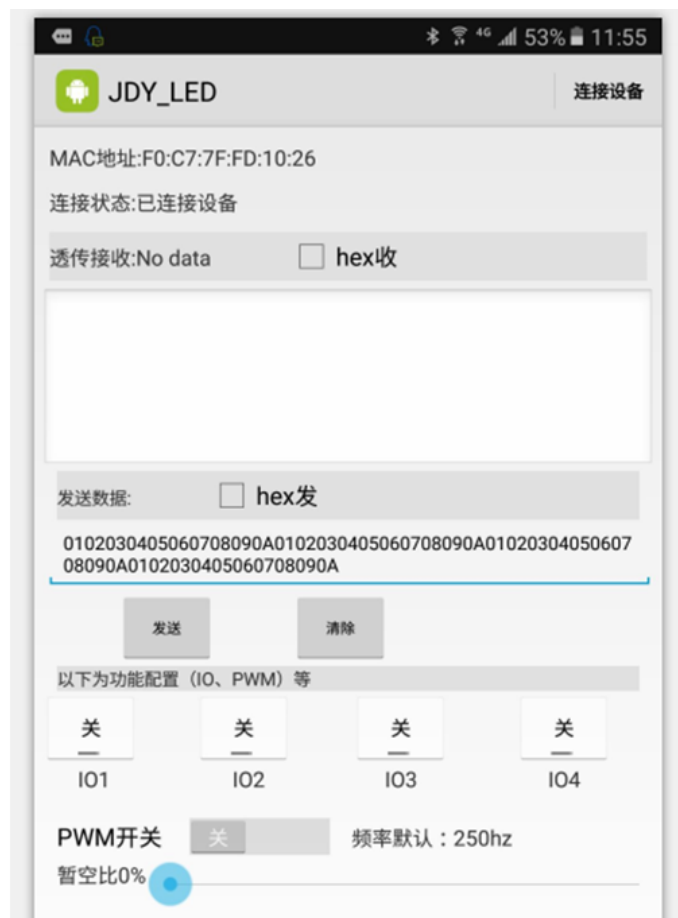 4G 53% 11:55
JDY_LED 连接设备
MAC地址:F0:C7:7F:FD:10:26
连接状态:已连接设备
透传接收:No data hex收
发送数据: hex发
0102030405060708090A0102030405060708090A01020304050607
08090A0102030405060708090A
发送 清除
以下为功能配置（IO、PWM）等
关 关 关 关
IO1 IO2 IO3 IO4
PWM开关 关 频率默认：250hz
暂空比0%